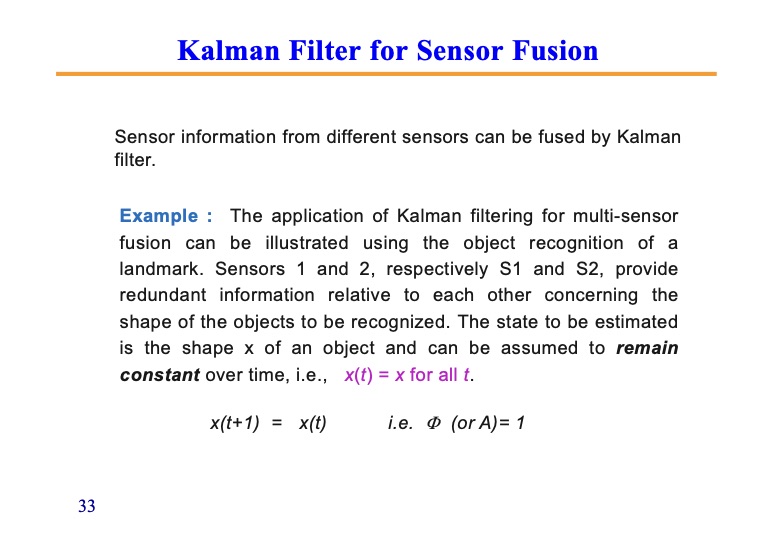 Kalman Filter for Sensor Fusion
Sensor information from different sensors can be fused by Kalman
filter.
Example : The application of Kalman filtering for multi-sensor
fusion can be illustrated using the object recognition of a
landmark. Sensors 1 and 2, respectively S1 and S2, provide
redundant information relative to each other concerning the
shape of the objects to be recognized. The state to be estimated
is the shape x of an object and can be assumed to remain
constant over time, i.e., x(t) = x for all t.
x(t+1) = x(t) i.e. Φ (or A)= 1
33